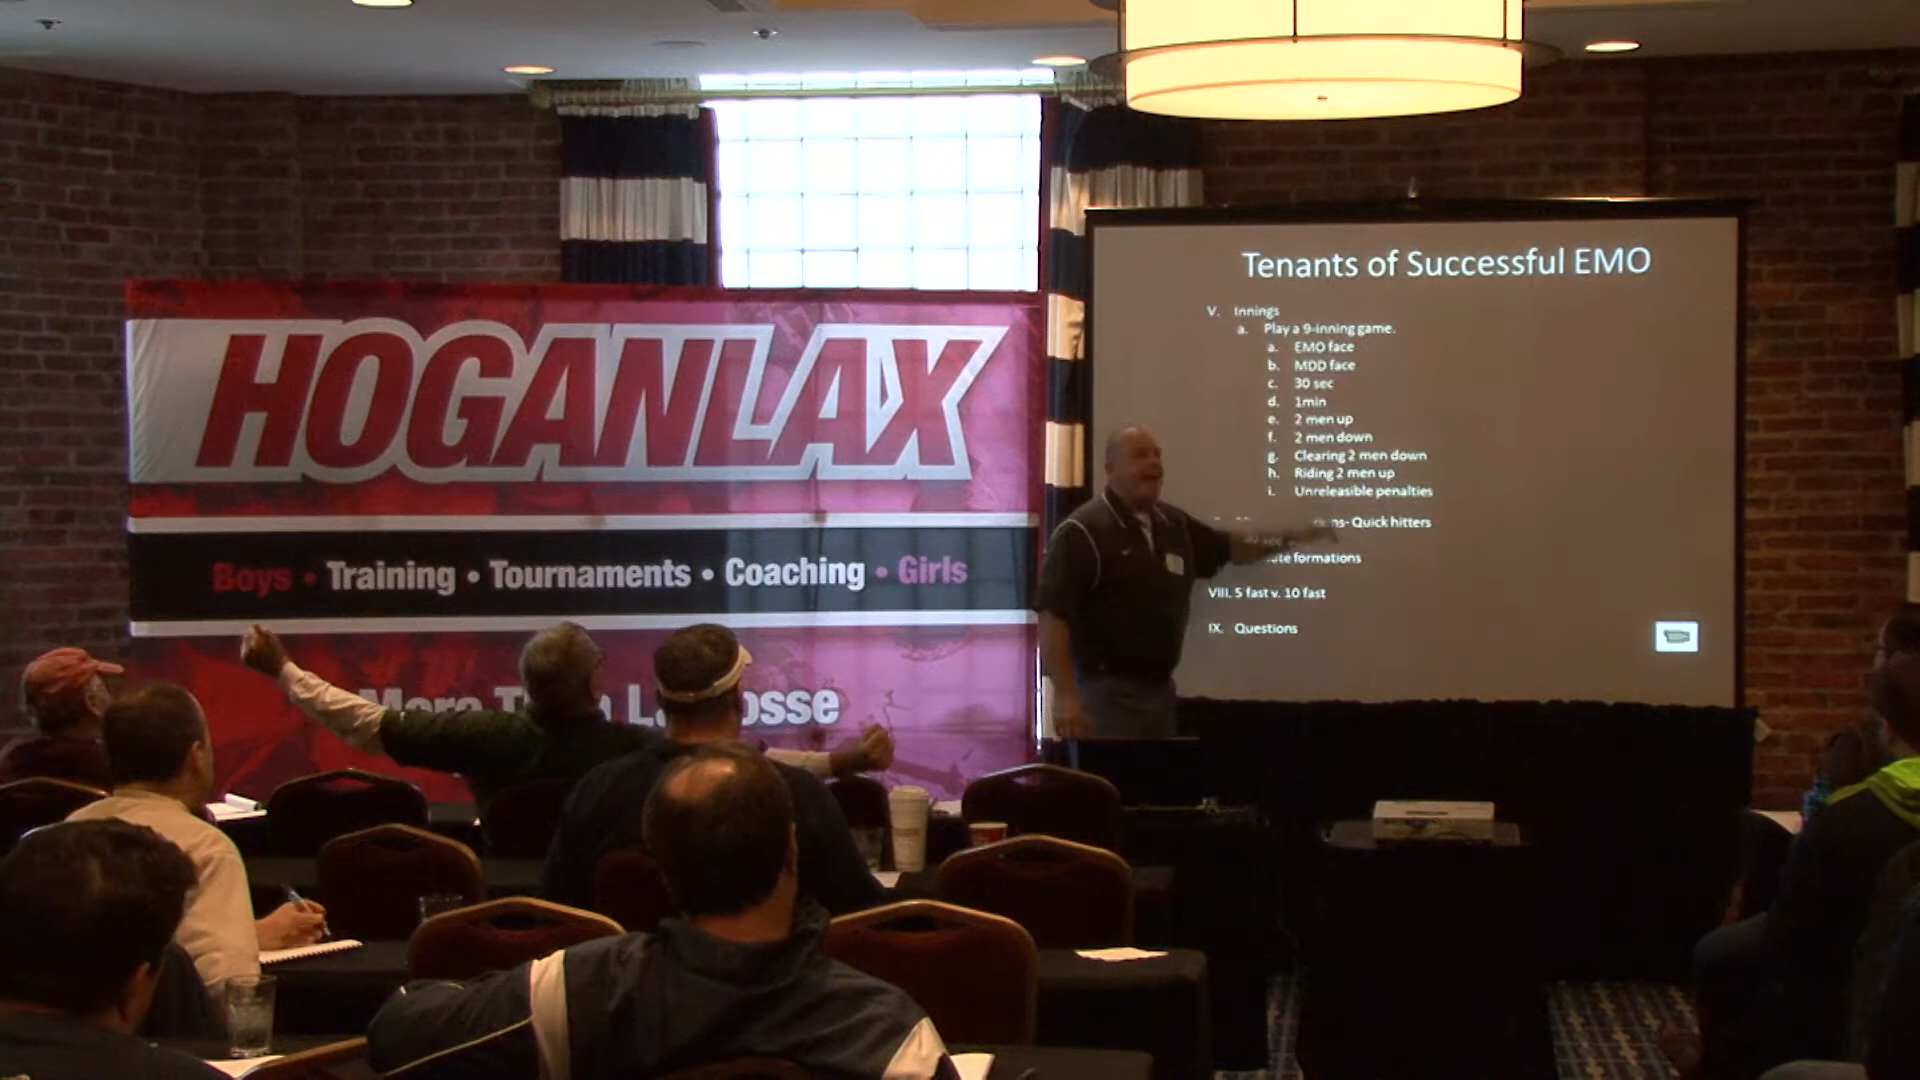 HOGANLAX
Boys • Training • Tournaments • Coaching • Girls
More
Tenants of Successful EMO
V. Innings
a. Play a 9-inning game.
a. EMO face
b. MDD face
c. 30 sec
d. 1min
e. 2 men up
f. 2 men down
g. Clearing 2 men down
h. Riding 2 men up
i. Unreleasible penalties
Quick hitters
formations
VIII. 5 fast v. 10 fast
IX. Questions